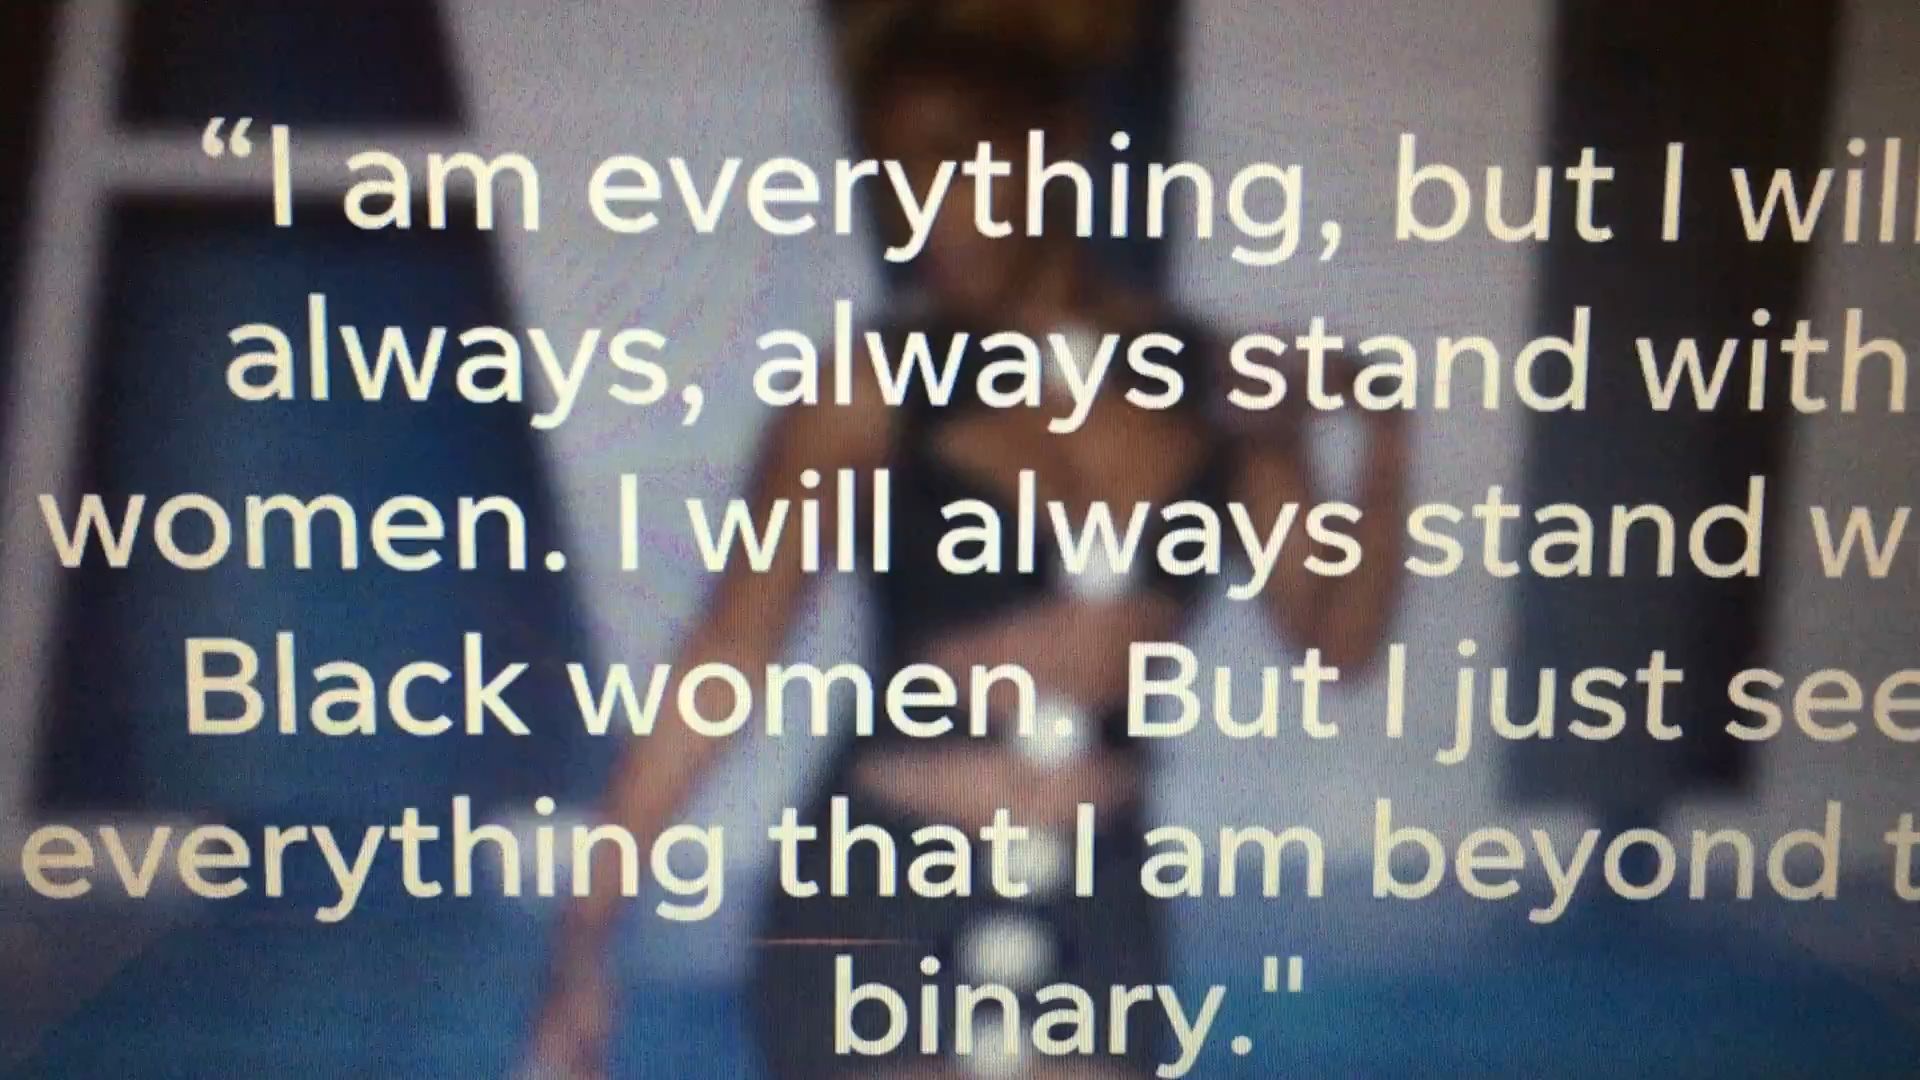 “I am everything, but I will
always, always stand with
women. I will always stand w
Black women. But I just see
everything that I am beyond t
binary."